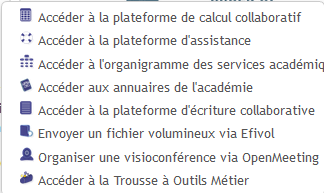 Accéder à la plateforme de calcul collaboratif
Accéder à la plateforme d'assistance
Accéder à l'organigramme des services académiq
Accéder aux annuaires de l'académie
Accéder à la plateforme d'écriture collaborative
Envoyer un fichier volumineux via Efivol
Organiser une visioconférence via OpenMeeting
Accéder à la Trousse à Outils Métier